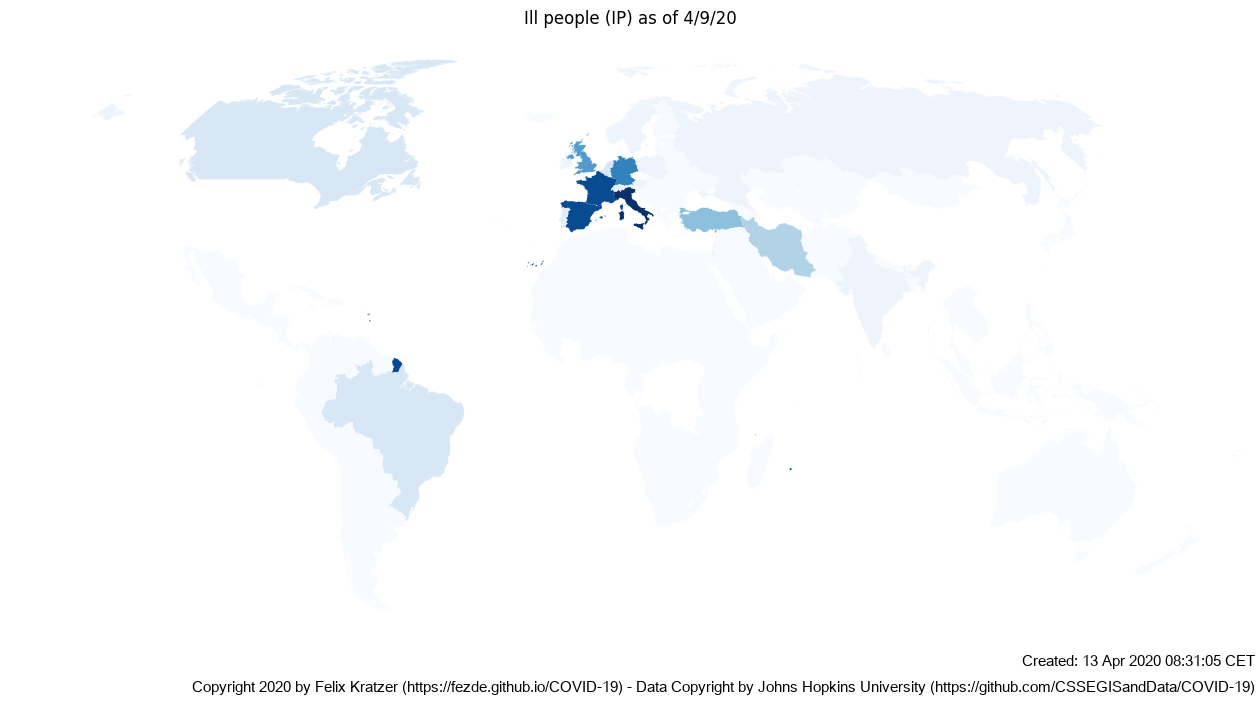 Ill people (IP) as of 4/9/20
Created: 13 Apr 2020 08:31:05 CET
Copyright 2020 by Felix Kratzer (https://fezde.github.io/COVID-19) - Data Copyright by Johns Hopkins University (https://github.com/CSSEGISandData/COVID-19)